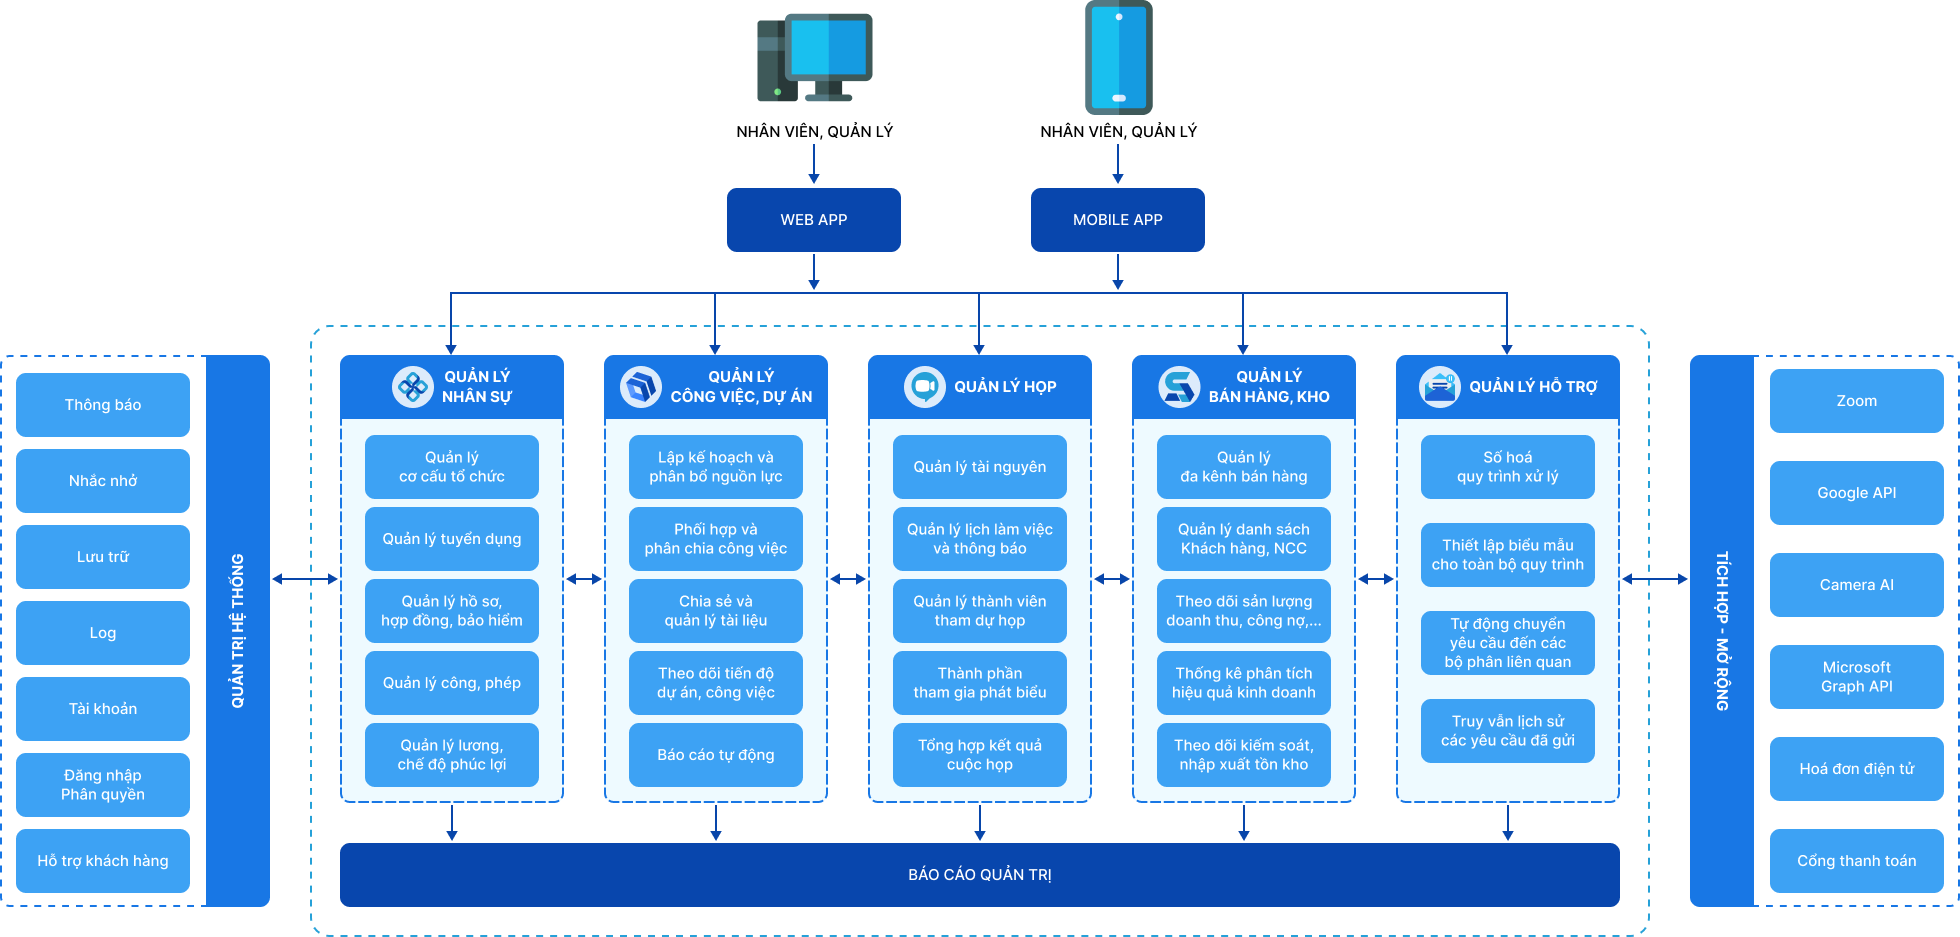 NHÂN VIÊN, QUẢN LÝ
NHÂN VIÊN, QUẢN LÝ
WEB APP
MOBILE APP
Thông báo
Nhắc nhở
Lưu trữ
Log
Tài khoản
Đăng nhập
Phân quyền
Hỗ trợ khách hàng
QUẢN TRỊ HỆ THỐNG
QUẢN LÝ
NHÂN SỰ
Quản lý
cơ cấu tổ chức
Quản lý tuyển dụng
Quản lý hồ sơ,
hợp đồng, bảo hiểm
Quản lý công, phép
Quản lý lương,
chế độ phúc lợi
QUẢN LÝ
CÔNG VIỆC, DỰ ÁN
Lập kế hoạch và
phân bổ nguồn lực
Phối hợp và
phân chia công việc
Chia sẻ và
quản lý tài liệu
Theo dõi tiến độ
dự án, công việc
Báo cáo tự động
QUẢN LÝ HỌP
Quản lý tài nguyên
Quản lý lịch làm việc
và thông báo
Quản lý thành viên
tham dự họp
Thành phần
tham gia phát biểu
Tổng hợp kết quả
cuộc họp
QUẢN LÝ
BÁN HÀNG, KHO
Quản lý
đa kênh bán hàng
Quản lý danh sách
Khách hàng, NCC
Theo dõi sản lượng
doanh thu, công nợ,...
Thống kê phân tích
hiệu quả kinh doanh
Theo dõi kiếm soát,
nhập xuất tồn kho
QUẢN LÝ HỖ TRỢ
Số hoá
quy trình xử lý
Thiết lập biểu mẫu
cho toàn bộ quy trình
Tự động chuyển
yêu cầu đến các
bộ phân liên quan
Truy vẫn lịch sử
các yêu cầu đã gửi
BÁO CÁO QUẢN TRỊ
TÍCH HỢP - MỞ RỘNG
Zoom
Google API
Camera AI
Microsoft
Graph API
Hoá đơn điện tử
Cổng thanh toán